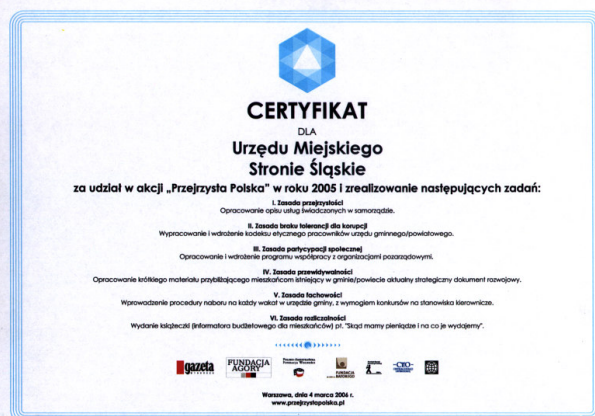 CERTYFIKAT
DLA
Urzędu Miejskiego
Stronie Śląskie
za udział w akcji „Przejrzysta Polska” w roku 2005 i zrealizowanie następujących zadań:
I. Zasada przejrzystości
Opracowanie opisu usług świadczonych w samorządzie.
II. Zasada braku tolerancji dla korupcji
Wypracowanie i wdrożenie kodeksu etycznego pracowników urzędu gminnego/powiatowego.
III. Zasada partycypacji społecznej
Opracowanie i wdrożenie programu współpracy z organizacjami pozarządowymi.
IV. Zasada przewidywalności
Opracowanie krótkiego materiału przybliżającego mieszkańcom istniejący w gminie/powiecie aktualny strategiczny dokument rozwojowy.
V. Zasada fachowości
Wprowadzenie procedury naboru na każdy wakat w urzędzie gminy, z wymogiem konkursów na stanowiska kierownicze.
VI. Zasada rozliczalności
Wydanie książeczki (informatora budżetowego dla mieszkańców) pt. "Skąd mamy pieniądze i na co je wydajemy".
gazeta
FUNDACJA
AGORY
Warszawa, dnia 4 marca 2006 r.
www.przejrzystapolska.pl